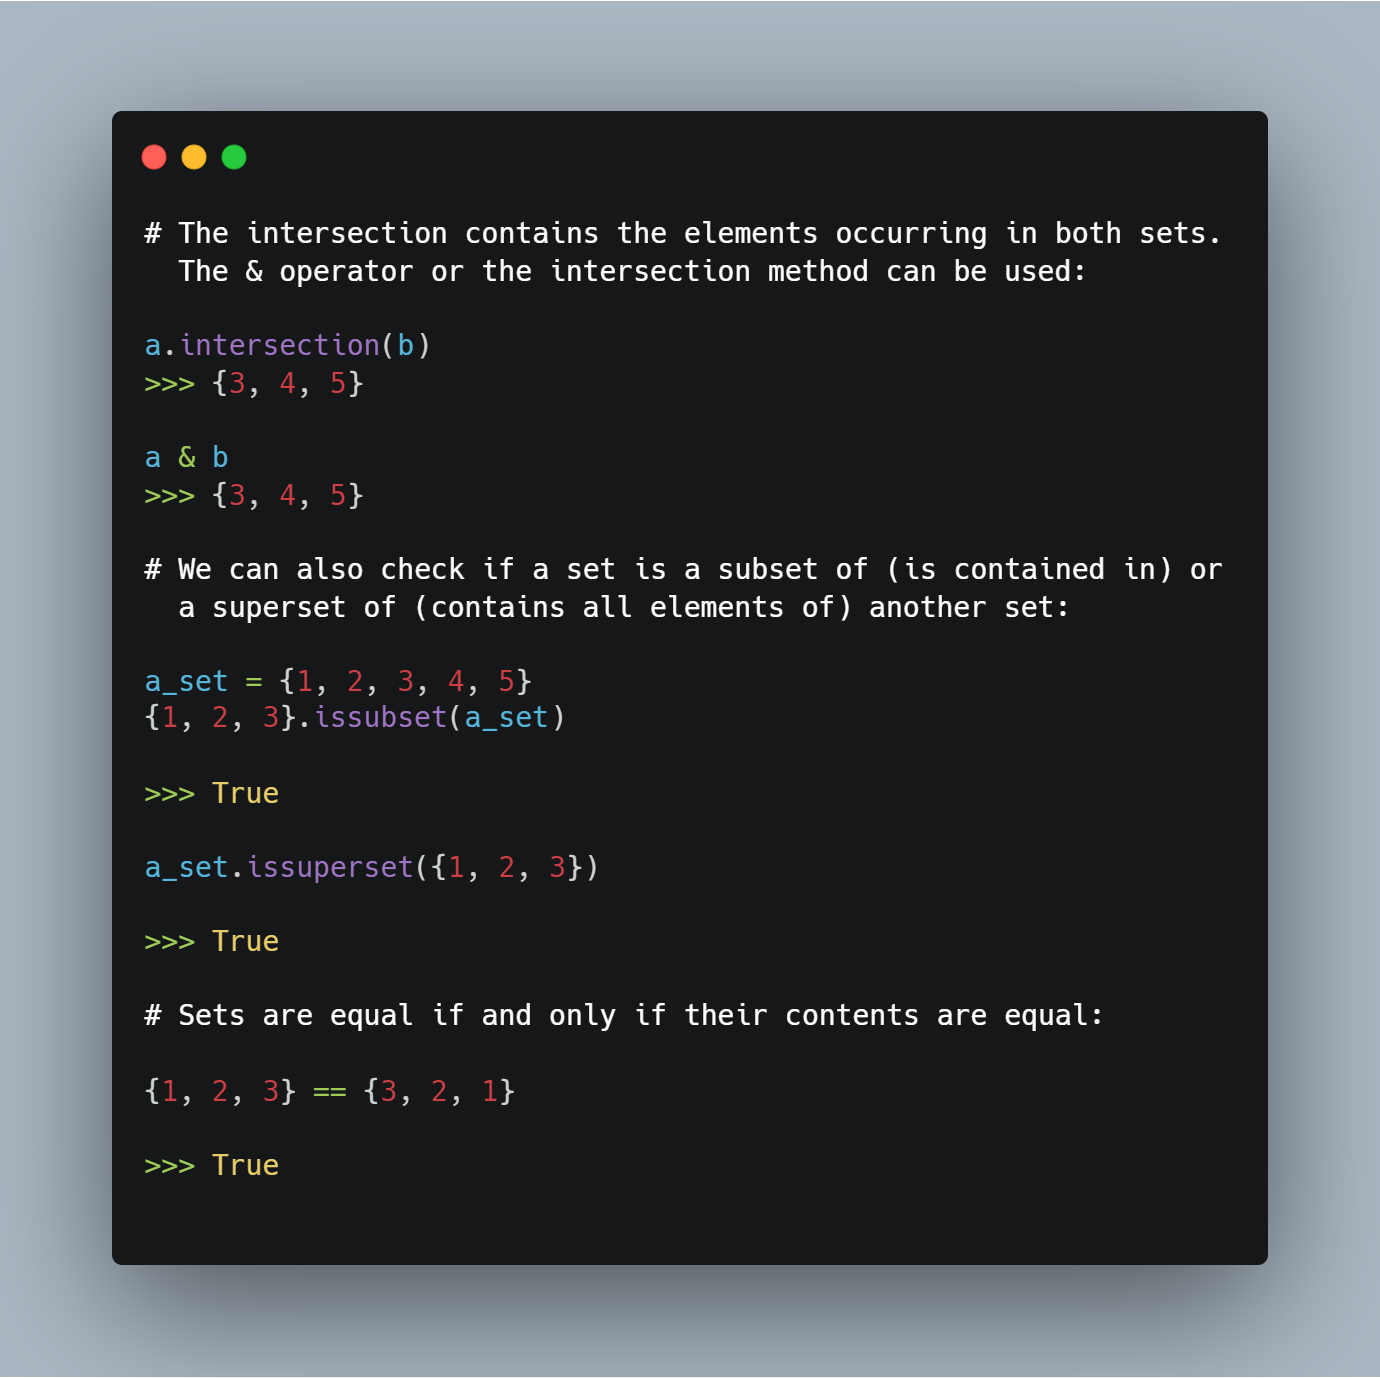 # The intersection contains the elements occurring in both sets.
The & operator or the intersection method can be used:
a.intersection(b)
>>> {3, 4, 5}
a & b
>>> {3, 4, 5}
# We can also check if a set is a subset of (is contained in) or
a superset of (contains all elements of) another set:
a_set = {1, 2, 3, 4, 5}
{1, 2, 3}.issubset(a_set)
>>> True
a_set.issuperset({1, 2, 3})
>>> True
# Sets are equal if and only if their contents are equal:
{1, 2, 3} == {3, 2, 1}
>>> True